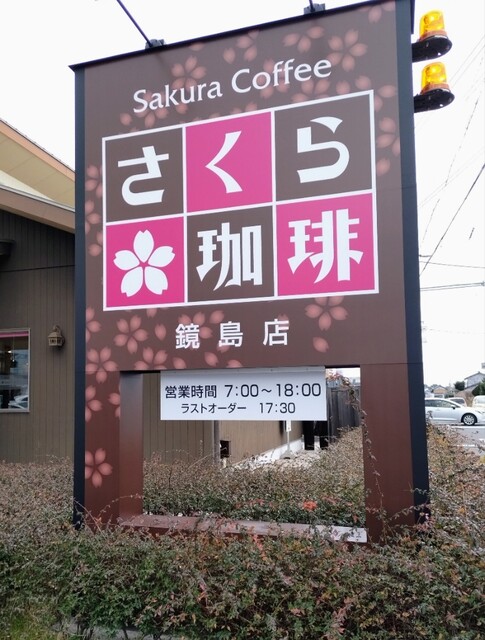 Sakura Coffee
さくら
珈琲
鏡島店
営業時間 7:00〜18:00
ラストオーダー 17:30